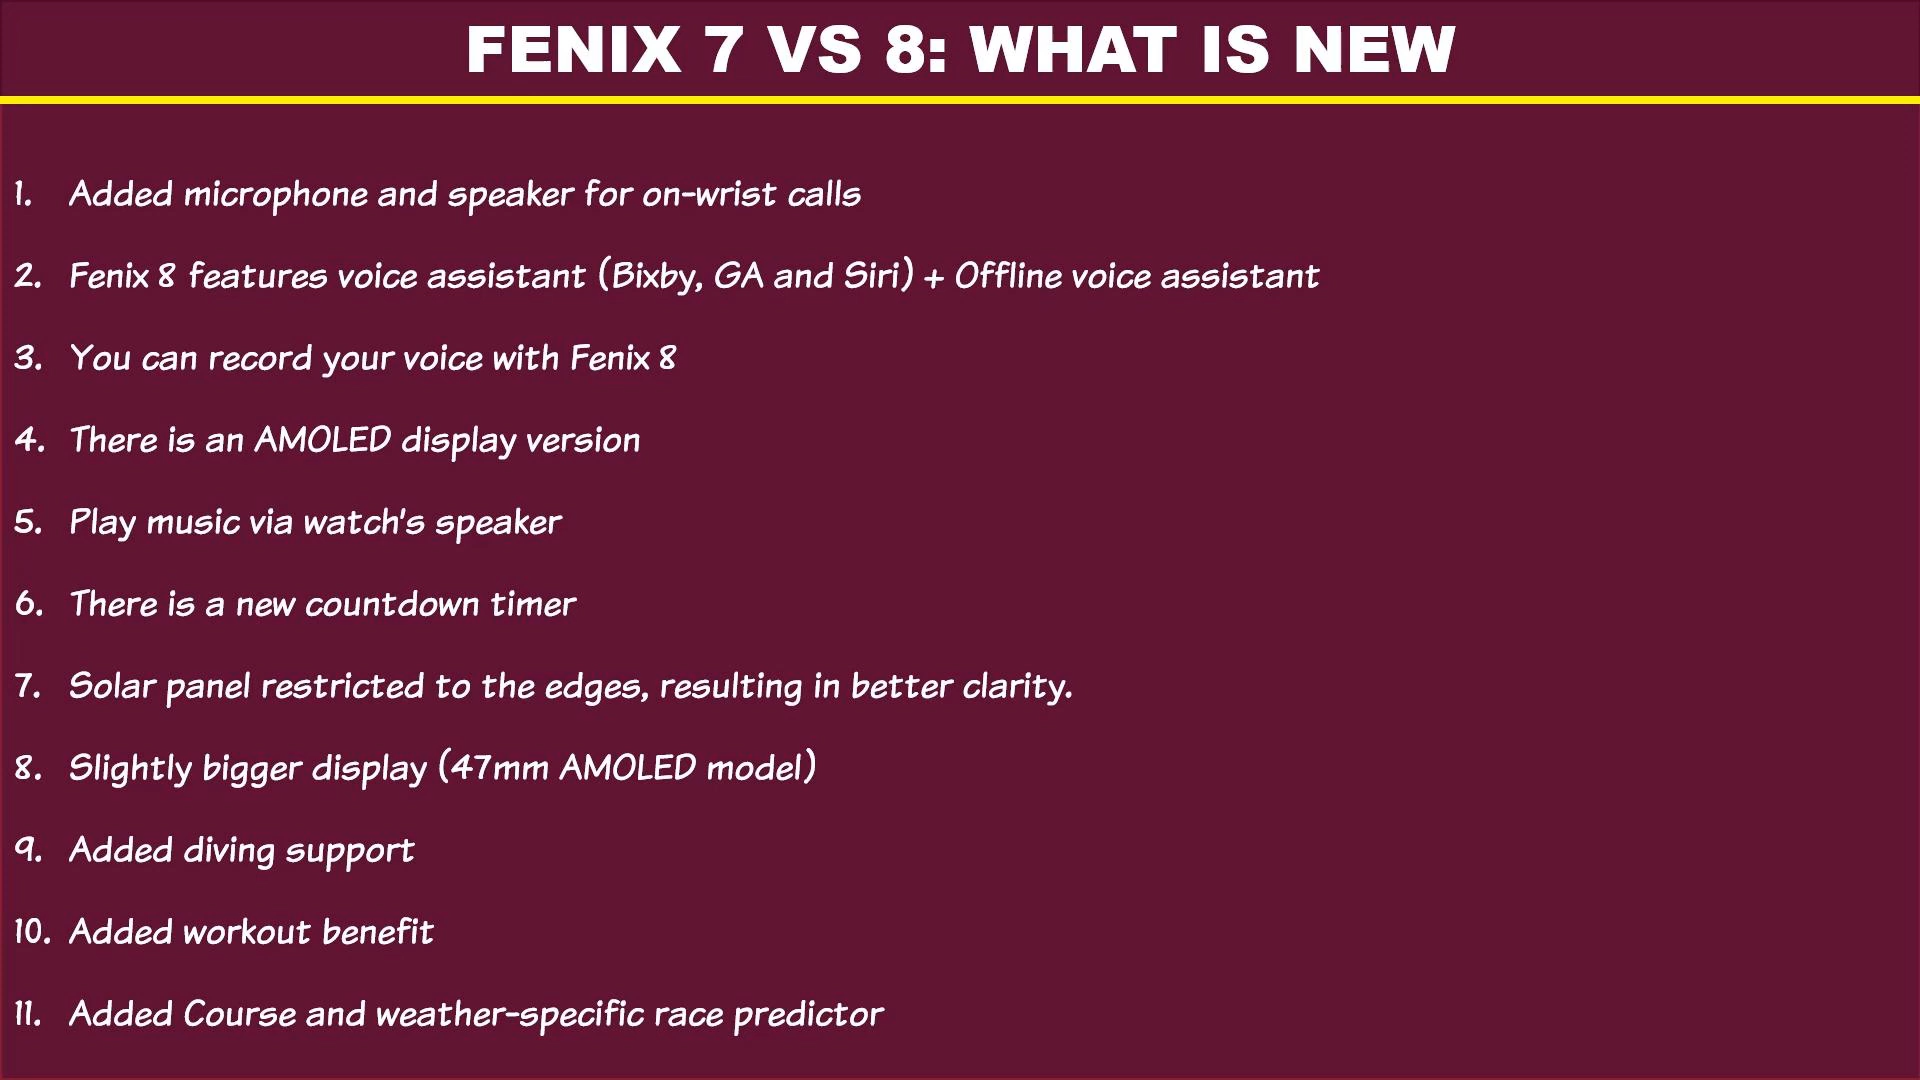 FENIX 7 VS 8: WHAT IS NEW
1. Added microphone and speaker for on-wrist calls
2. Fenix 8 features voice assistant (Bixby, GA and Siri) + Offline voice assistant
3. You can record your voice with Fenix 8
4. There is an AMOLED display version
5. Play music via watch's speaker
6. There is a new countdown timer
7. Solar panel restricted to the edges, resulting in better clarity.
8. Slightly bigger display (47mm AMOLED model)
9. Added diving support
10. Added workout benefit
11. Added Course and weather-specific race predictor